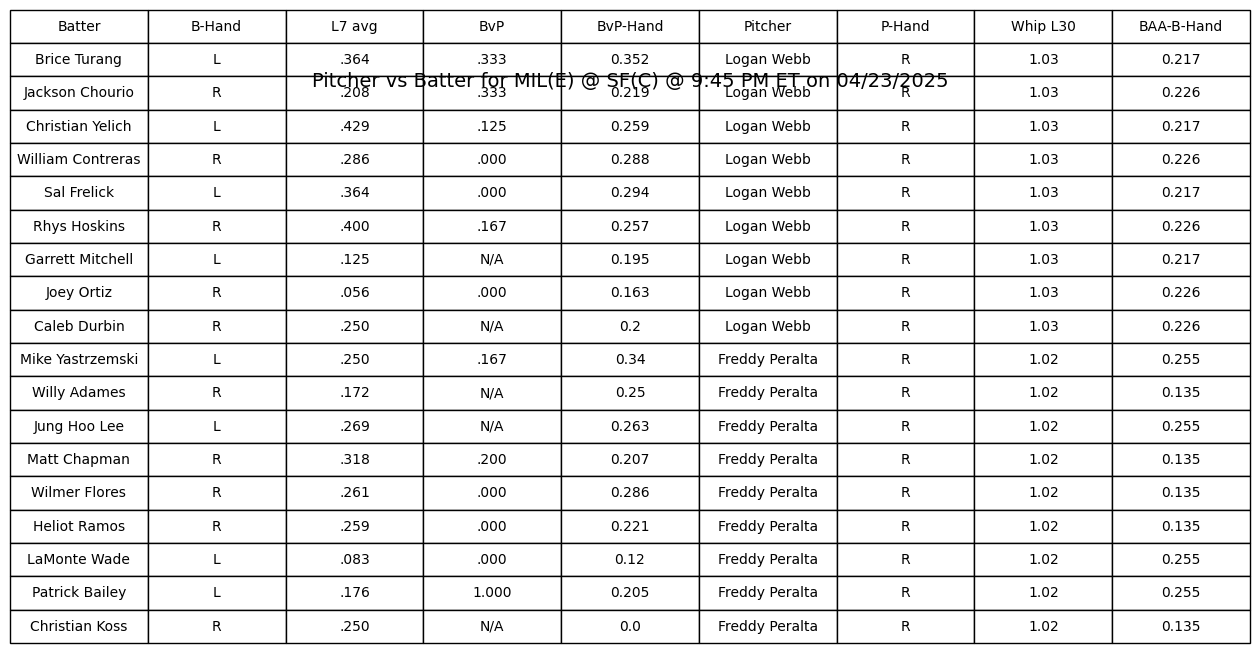 Batter B-Hand L7 avg BvP BvP-Hand Pitcher P-Hand Whip L30 BAA-B-Hand
Brice Turang L .364 .333 0.352 Logan Webb R 1.03 0.217
Pitcher vs Batter for MIL(E) @ SF(C) @ 9:45 PM ET on 04/23/2025
Jackson Chourio R .208 .333 0.219 Logan Webb R 1.03 0.226
Christian Yelich L .429 .125 0.259 Logan Webb R 1.03 0.217
William Contreras R .286 .000 0.288 Logan Webb R 1.03 0.226
Sal Frelick L .364 .000 0.294 Logan Webb R 1.03 0.217
Rhys Hoskins R .400 .167 0.257 Logan Webb R 1.03 0.226
Garrett Mitchell L .125 N/A 0.195 Logan Webb R 1.03 0.217
Joey Ortiz R .056 .000 0.163 Logan Webb R 1.03 0.226
Caleb Durbin R .250 N/A 0.2 Logan Webb R 1.03 0.226
Mike Yastrzemski L .250 .167 0.34 Freddy Peralta R 1.02 0.255
Willy Adames R .172 N/A 0.25 Freddy Peralta R 1.02 0.135
Jung Hoo Lee L .269 N/A 0.263 Freddy Peralta R 1.02 0.255
Matt Chapman R .318 .200 0.207 Freddy Peralta R 1.02 0.135
Wilmer Flores R .261 .000 0.286 Freddy Peralta R 1.02 0.135
Heliot Ramos R .259 .000 0.221 Freddy Peralta R 1.02 0.135
LaMonte Wade L .083 .000 0.12 Freddy Peralta R 1.02 0.255
Patrick Bailey L .176 1.000 0.205 Freddy Peralta R 1.02 0.255
Christian Koss R .250 N/A 0.0 Freddy Peralta R 1.02 0.135